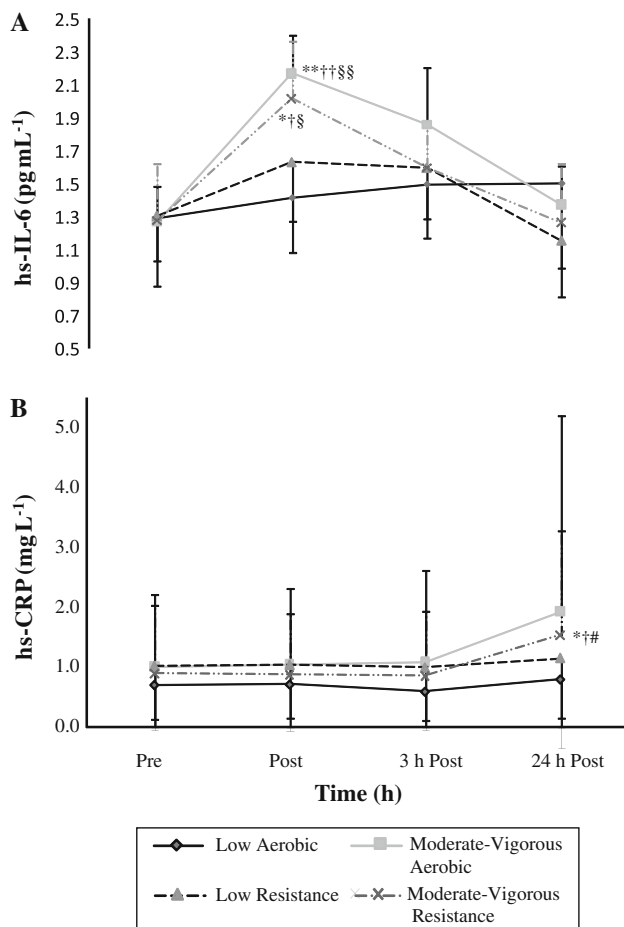 A
hs-IL-6 (pg mL⁻¹)
2.5
2.3
2.1
1.9
1.7
1.5
1.3
1.1
0.9
0.7
0.5
**††§§
*†§
B
hs-CRP (mg L⁻¹)
5.0
4.0
3.0
2.0
1.0
0.0
*†#
Pre Post 3 h Post 24 h Post
Time (h)
Low Aerobic Moderate-Vigorous
Aerobic
Low Resistance Moderate-Vigorous
Resistance